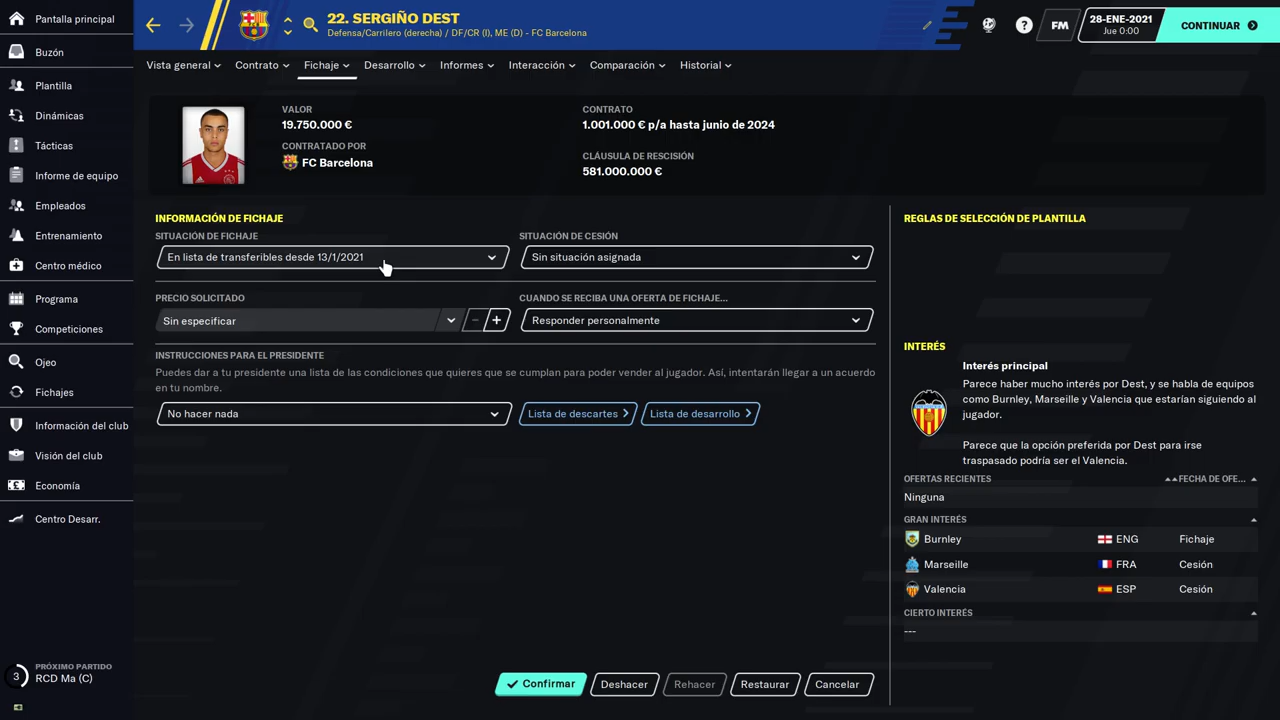 Pantalla principal
22. SERGIÑO DEST
Defensa/Carrilero (derecha) / DF/CR (I), ME (D) - FC Barcelona
FM
28-ENE-2021
Jue 0:00
CONTINUAR
Buzón
Plantilla
Dinámicas
Tácticas
Informe de equipo
Empleados
Entrenamiento
Centro médico
Programa
Competiciones
Ojeo
Fichajes
Información del club
Visión del club
Economía
Centro Desarr.
3
PRÓXIMO PARTIDO
RCD Ma (C)
Vista general
Contrato
Fichaje
Desarrollo
Informes
Interacción
Comparación
Historial
VALOR
19.750.000 €
CONTRATADO POR
FC Barcelona
CONTRATO
1.001.000 € p/a hasta junio de 2024
CLÁUSULA DE RESCISIÓN
581.000.000 €
INFORMACIÓN DE FICHAJE
SITUACIÓN DE FICHAJE
En lista de transferibles desde 13/1/2021
SITUACIÓN DE CESIÓN
Sin situación asignada
PRECIO SOLICITADO
Sin especificar
CUANDO SE RECIBA UNA OFERTA DE FICHAJE...
Responder personalmente
INSTRUCCIONES PARA EL PRESIDENTE
Puedes dar a tu presidente una lista de las condiciones que quieres que se cumplan para poder vender al jugador. Así, intentarán llegar a un acuerdo
en tu nombre.
No hacer nada
Lista de descartes
Lista de desarrollo
REGLAS DE SELECCIÓN DE PLANTILLA
INTERÉS
Interés principal
Parece haber mucho interés por Dest, y se habla de equipos
como Burnley, Marseille y Valencia que estarían siguiendo al
jugador.
Parece que la opción preferida por Dest para irse
traspasado podría ser el Valencia.
OFERTAS RECIENTES FECHA DE OFE...
Ninguna
GRAN INTERÉS
Burnley ENG Fichaje
Marseille FRA Cesión
Valencia ESP Cesión
CIERTO INTERÉS
---
Confirmar
Deshacer
Rehacer
Restaurar
Cancelar